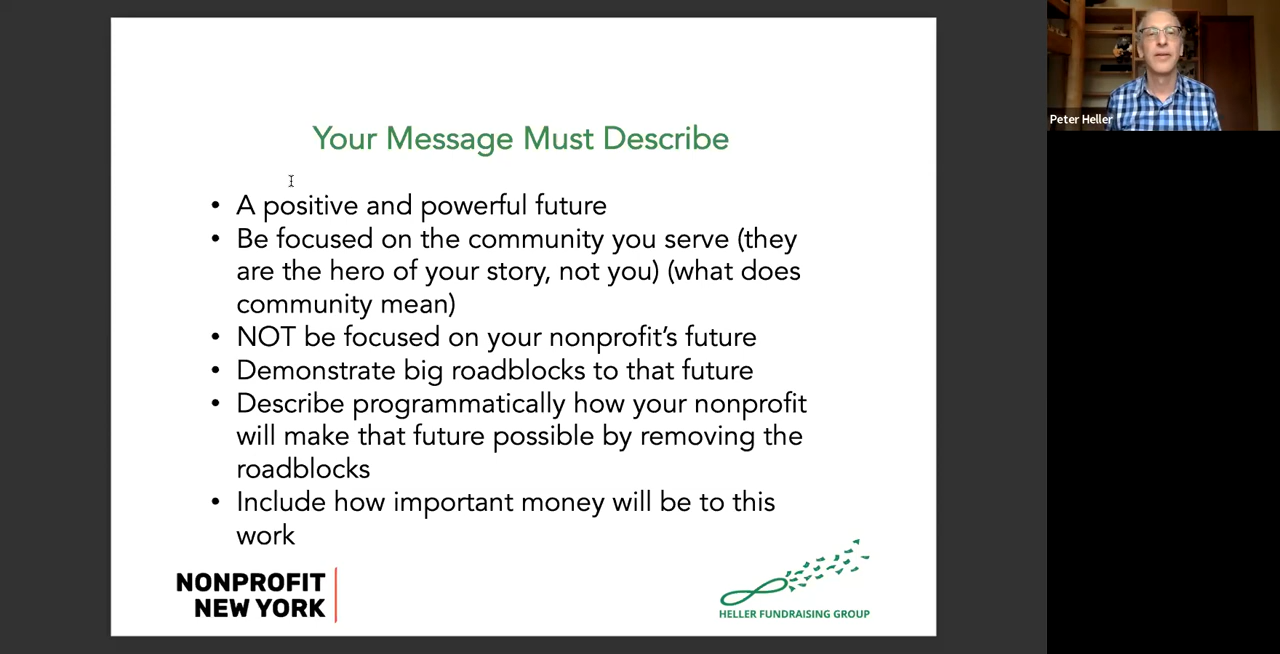 Your Message Must Describe
• A positive and powerful future
• Be focused on the community you serve (they
are the hero of your story, not you) (what does
community mean)
• NOT be focused on your nonprofit’s future
• Demonstrate big roadblocks to that future
• Describe programmatically how your nonprofit
will make that future possible by removing the
roadblocks
• Include how important money will be to this
work
NONPROFIT
NEW YORK
HELLER FUNDRAISING GROUP
Peter Heller